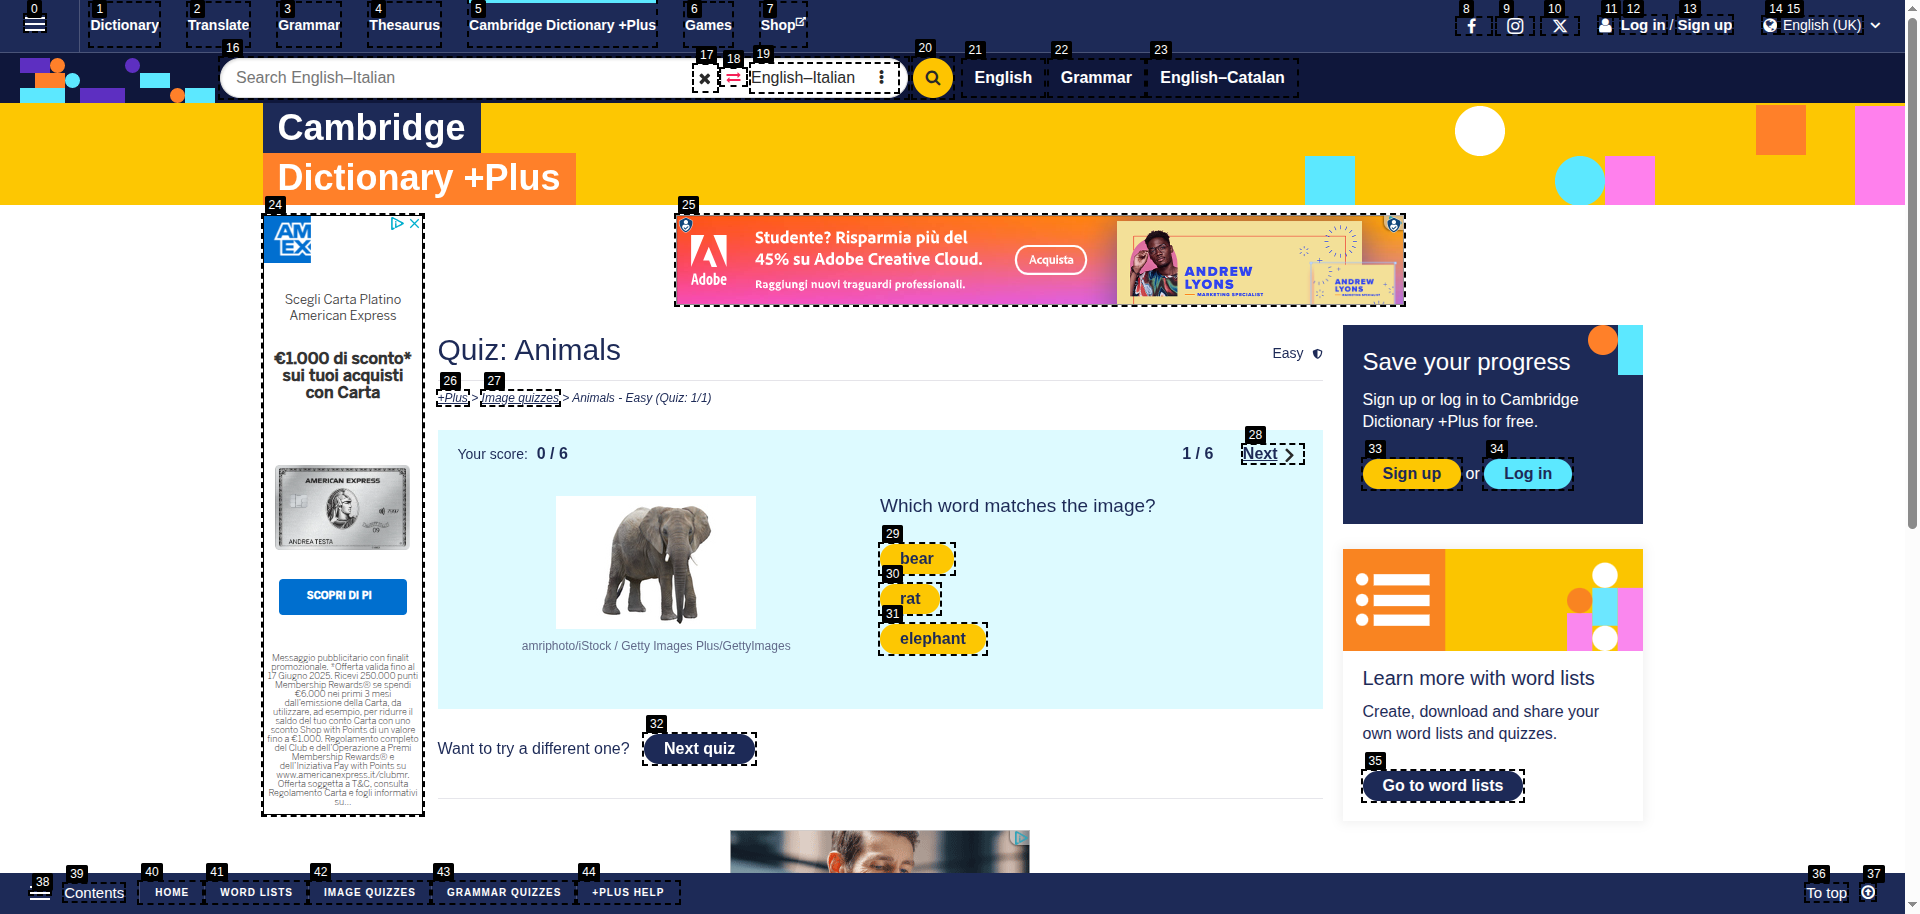 0 1 2 3 4 5 6 7 8 9 10 11 12 13 14 15
Dictionary Translate Grammar Thesaurus Cambridge Dictionary +Plus Games Shop Log in / Sign up English (UK)
16 17 18 19 20 21 22 23
Search English–Italian English–Italian English Grammar English–Catalan
Cambridge
Dictionary +Plus
24
AM
EX
Scegli Carta Platino
American Express
€1.000 di sconto*
sui tuoi acquisti
con Carta
AMERICAN EXPRESS
ANDREA TESTA
09
SCOPRI DI PI
Messaggio pubblicitario con finalit
promozionale. *Offerta valida fino al
17 Giugno 2025. Ricevi 250.000 punti
Membership Rewards® se spendi
€6.000 nei primi 3 mesi
dall'emissione della Carta, da
utilizzare, ad esempio, per ridurre il
saldo del tuo conto Carta con uno
sconto Shop with Points di un valore
fino a €1.000. Regolamento completo
del Club e dell'Operazione a Premi
Membership Rewards® e
dell'Iniziativa Pay with Points su
www.americanexpress.it/clubmr.
Offerta soggetta a T&C, consulta
Regolamento Carta e fogli informativi
su...
25
Adobe
Studente? Risparmia più del
45% su Adobe Creative Cloud.
Raggiungi nuovi traguardi professionali.
Acquista
ANDREW
LYONS
MARKETING SPECIALIST
ANDREW
LYONS
MARKETING SPECIALIST
Quiz: Animals
Easy
26 27
+Plus > Image quizzes > Animals - Easy (Quiz: 1/1)
28
Your score: 0 / 6 1 / 6 Next
amriphoto/iStock / Getty Images Plus/GettyImages
Which word matches the image?
29
bear
30
rat
31
elephant
32
Want to try a different one? Next quiz
Save your progress
Sign up or log in to Cambridge
Dictionary +Plus for free.
33 34
Sign up or Log in
Learn more with word lists
Create, download and share your
own word lists and quizzes.
35
Go to word lists
38 39 40 41 42 43 44 36 37
Contents HOME WORD LISTS IMAGE QUIZZES GRAMMAR QUIZZES +PLUS HELP To top